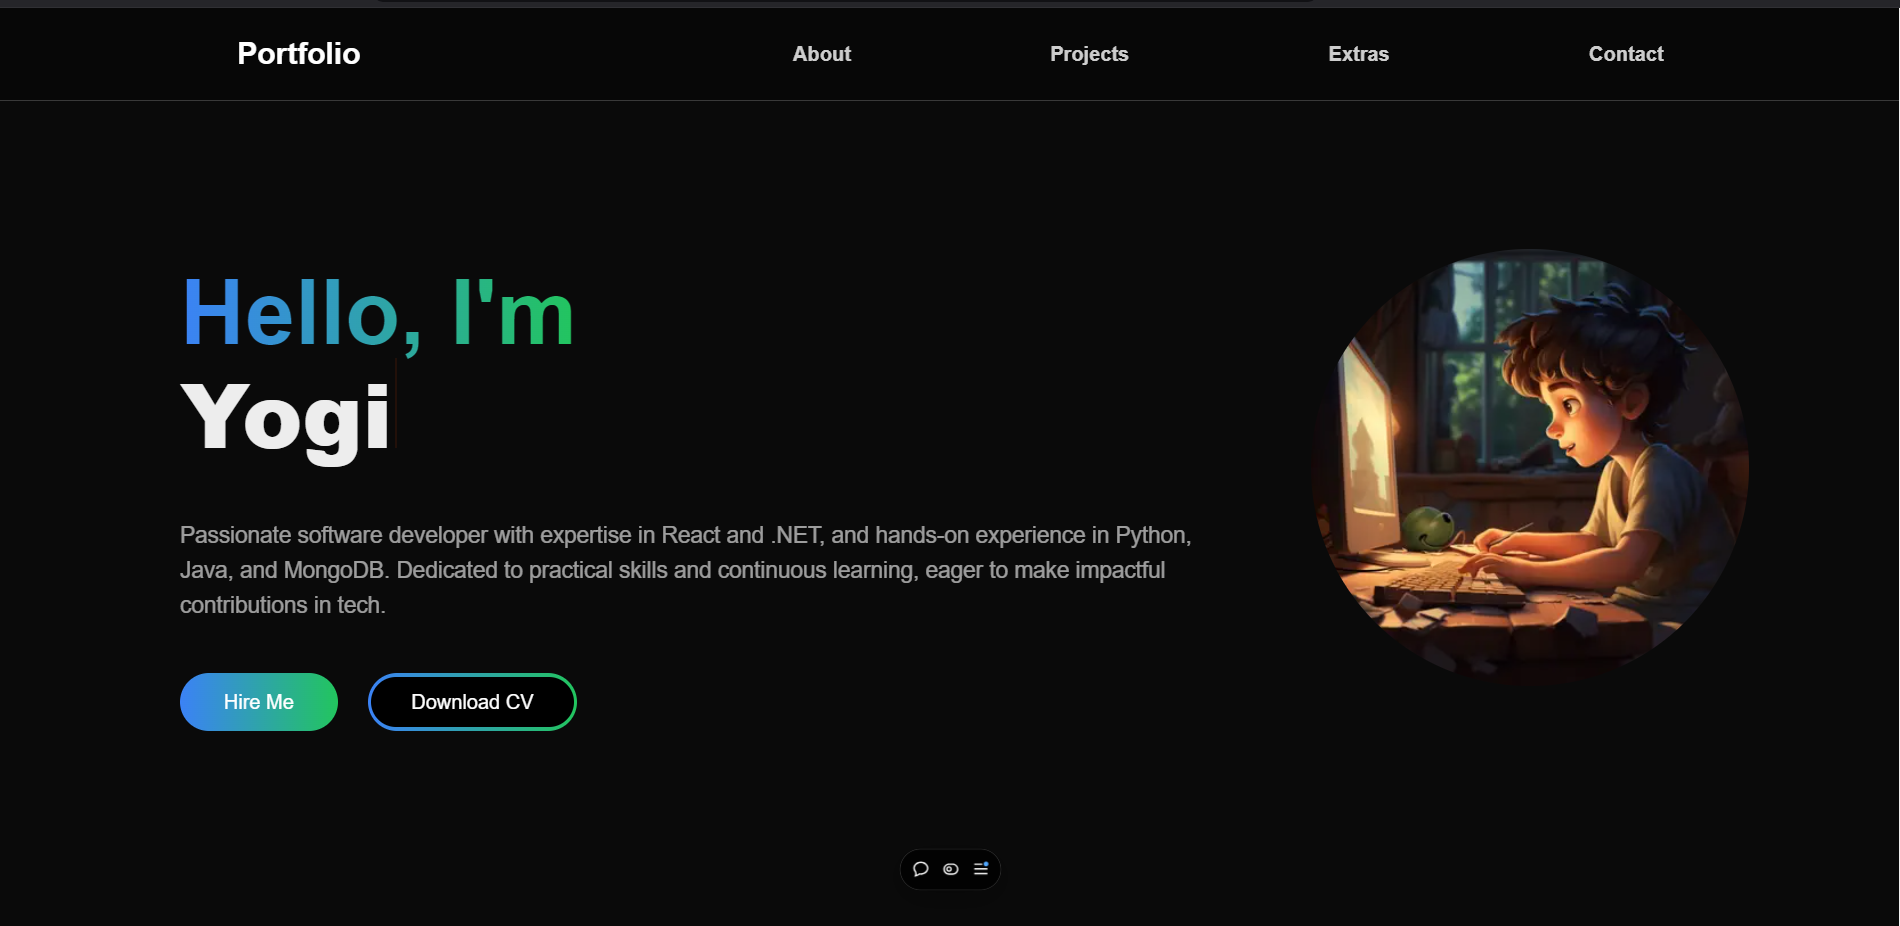 Portfolio About Projects Extras Contact
Hello, I'm
Yogi
Passionate software developer with expertise in React and .NET, and hands-on experience in Python,
Java, and MongoDB. Dedicated to practical skills and continuous learning, eager to make impactful
contributions in tech.
Hire Me Download CV